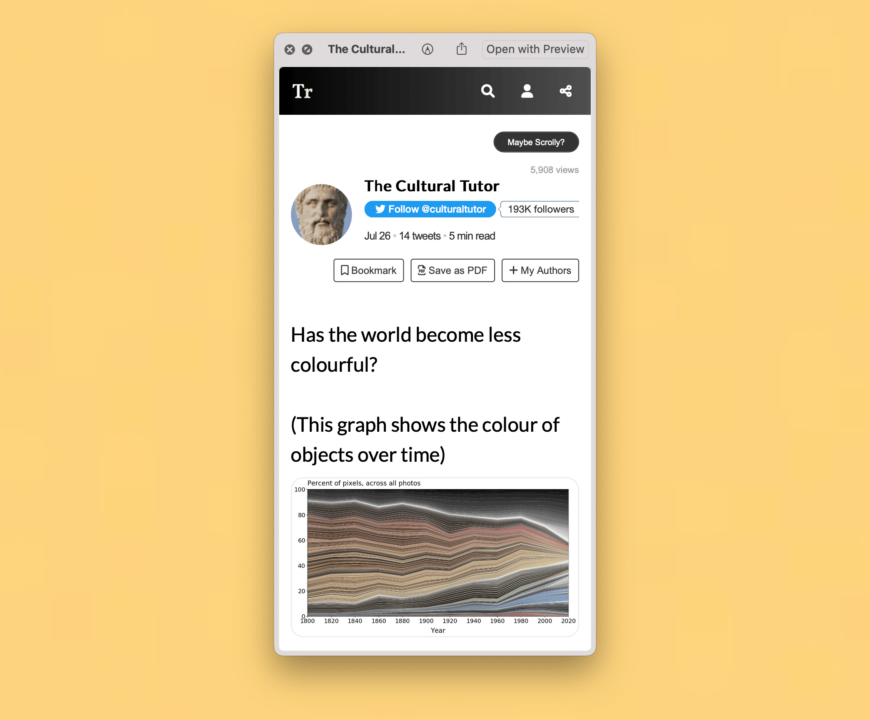 The Cultural...
Open with Preview
Tr
Maybe Scrolly?
5,908 views
The Cultural Tutor
Follow @culturaltutor
193K followers
Jul 26 • 14 tweets • 5 min read
Bookmark
Save as PDF
+ My Authors
Has the world become less
colourful?
(This graph shows the colour of
objects over time)
Percent of pixels, across all photos
100
80
60
40
20
0
1800 1820 1840 1860 1880 1900 1920 1940 1960 1980 2000 2020
Year